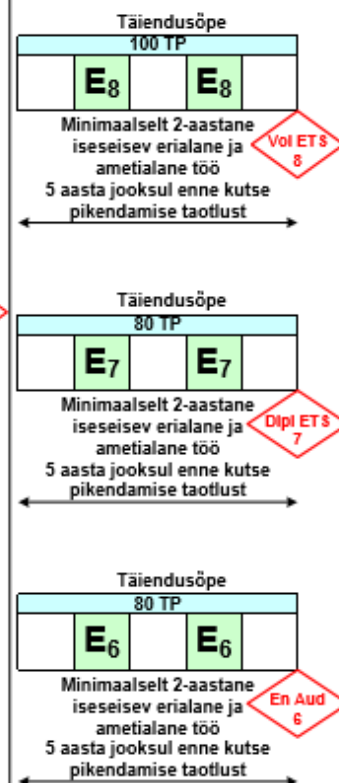 Täiendusõpe
100 TP
E8 E8
Minimaalselt 2-aastane
iseseisev erialane ja
ametialane töö
5 aasta jooksul enne kutse
pikendamise taotlust
Vol ETS
8
Täiendusõpe
80 TP
E7 E7
Minimaalselt 2-aastane
iseseisev erialane ja
ametialane töö
5 aasta jooksul enne kutse
pikendamise taotlust
Dipl ETS
7
Täiendusõpe
80 TP
E6 E6
Minimaalselt 2-aastane
iseseisev erialane ja
ametialane töö
5 aasta jooksul enne kutse
pikendamise taotlust
En Aud
6